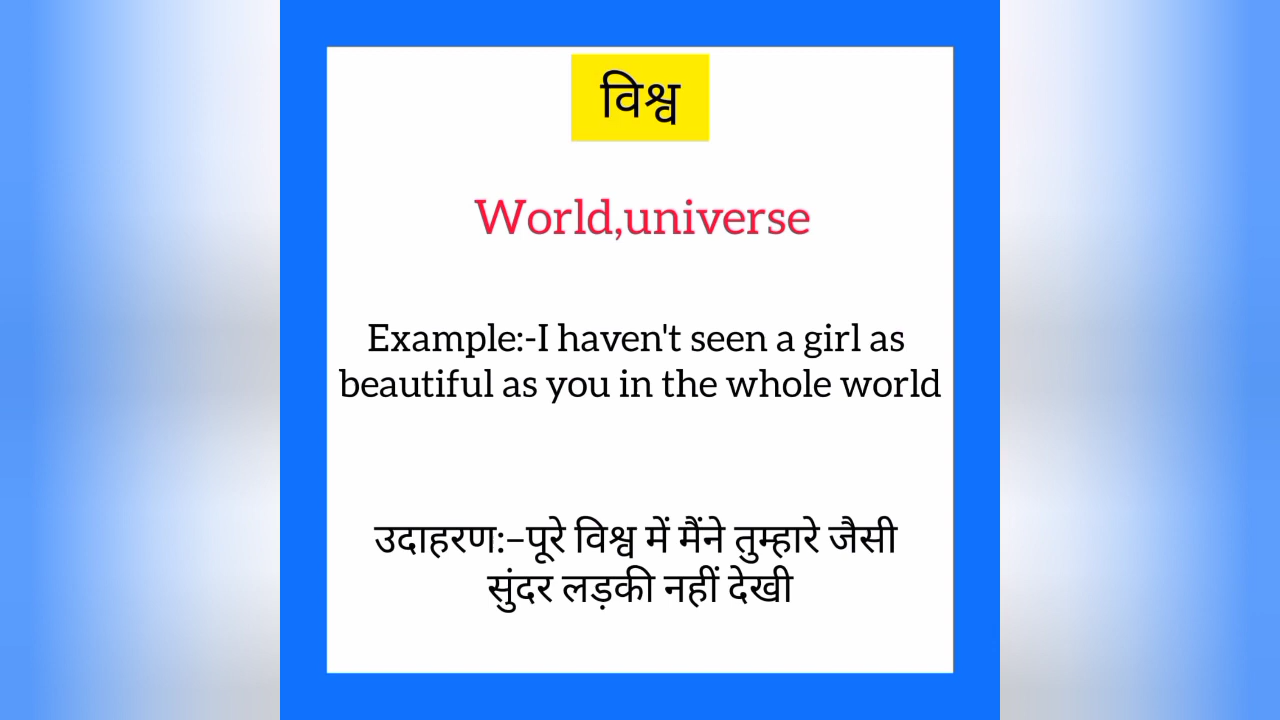 विश्व
World,universe
Example:-I haven't seen a girl as
beautiful as you in the whole world
उदाहरण:–पूरे विश्व में मैंने तुम्हारे जैसी
सुंदर लड़की नहीं देखी